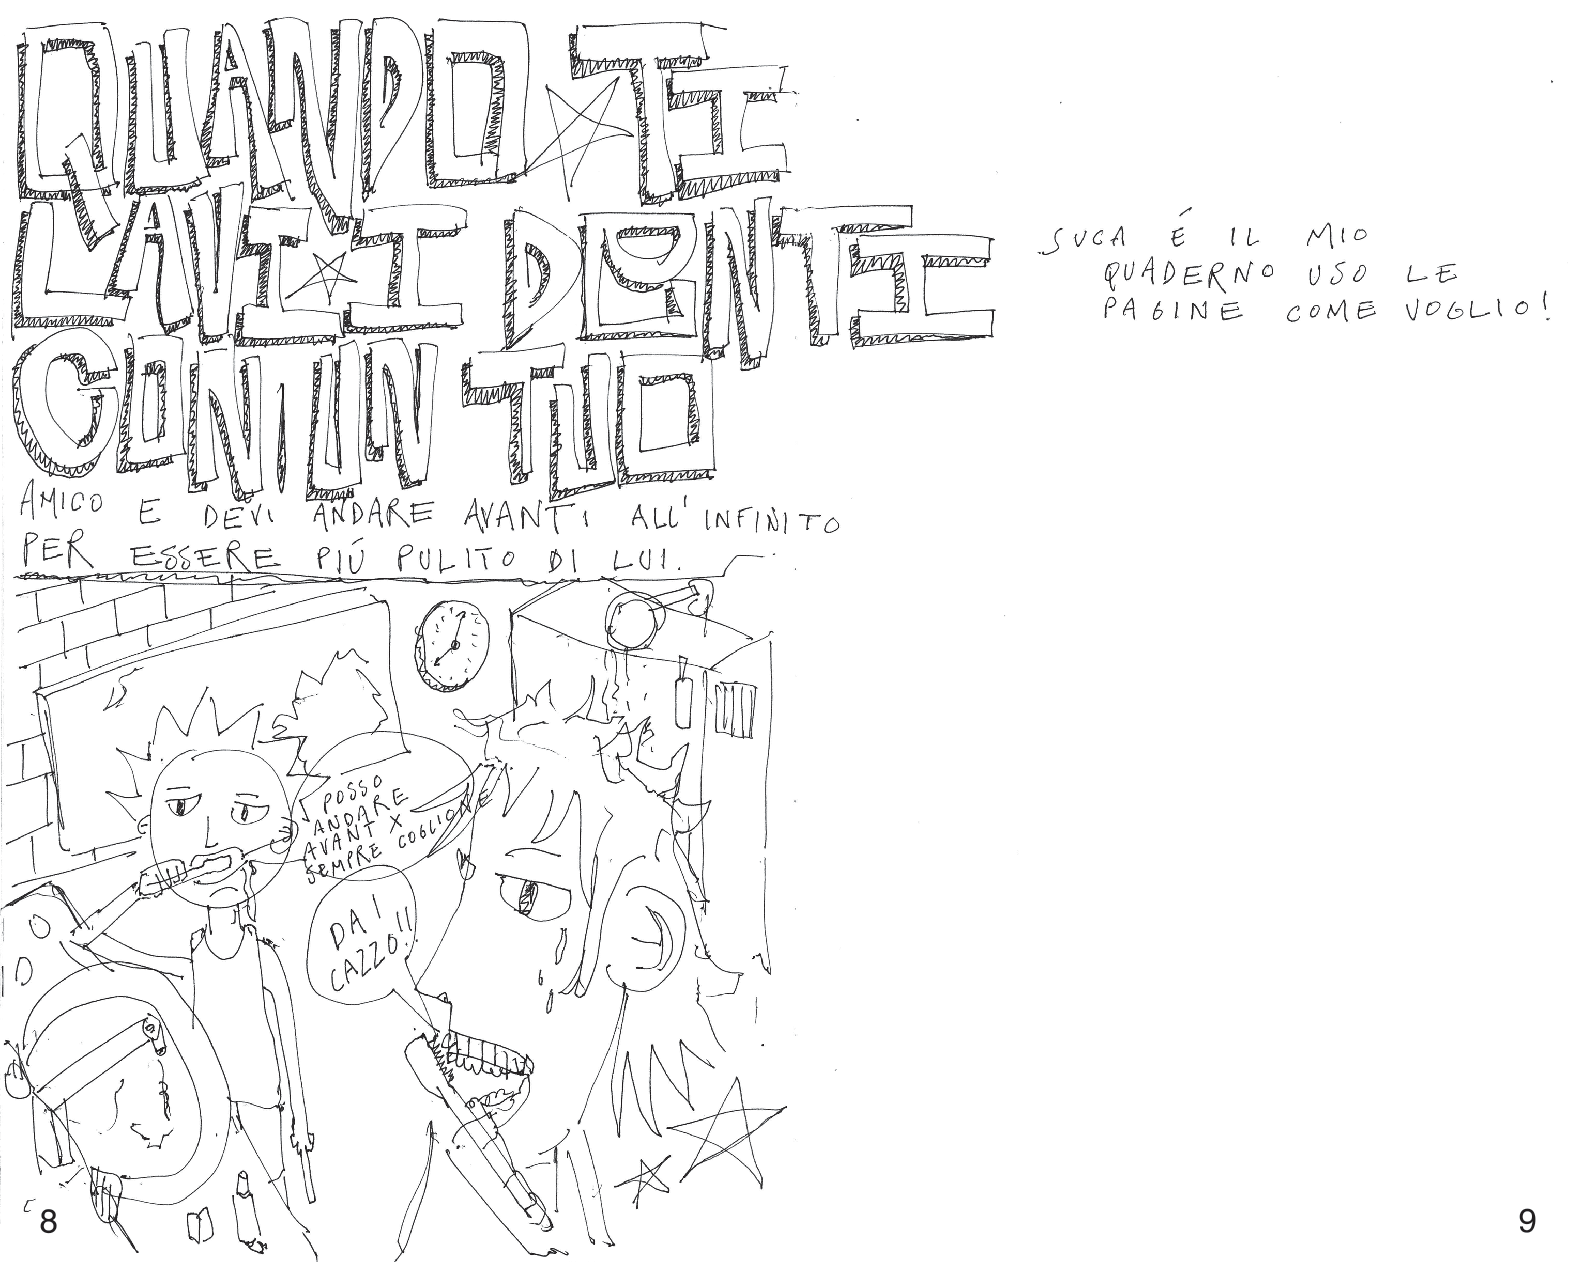 QUANDO TI
LAVI I DENTI
CON UN TUO
AMICO E DEVI ANDARE AVANTI ALL'INFINITO
PER ESSERE PIÚ PULITO DI LUI.
POSSO
ANDARE
AVANT X
SEMPRE COGLIONE
DAI
CAZZO!!
8
SUCA É IL MIO
QUADERNO USO LE
PAGINE COME VOGLIO!
9